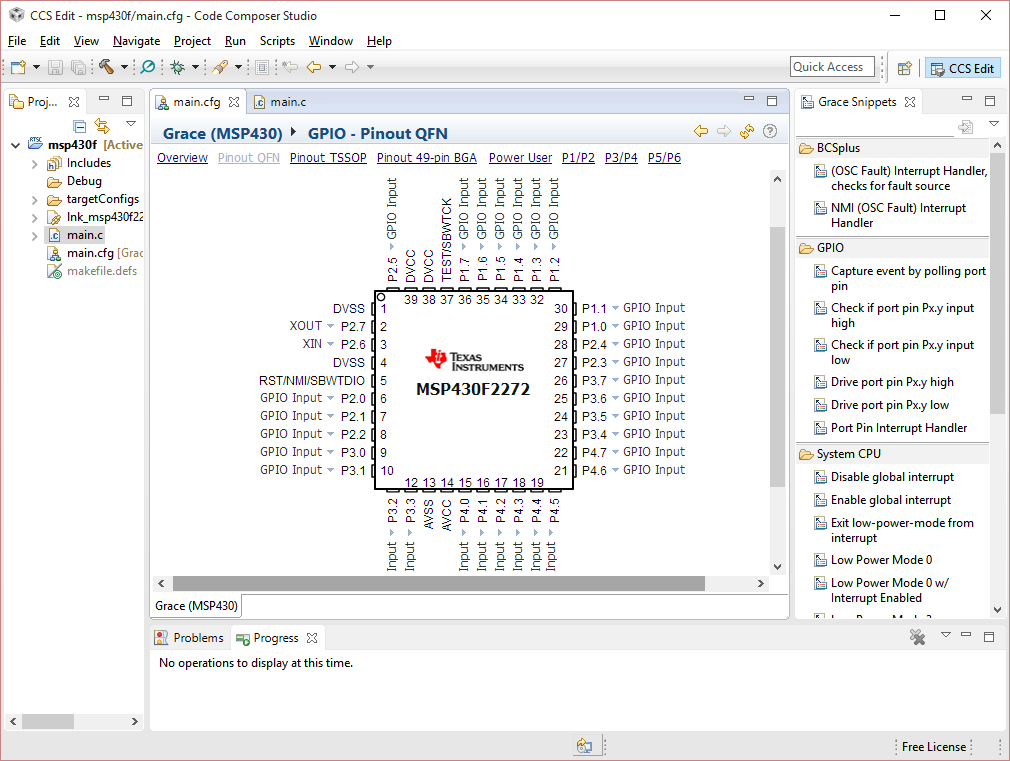 CCS Edit - msp430f/main.cfg - Code Composer Studio
File Edit View Navigate Project Run Scripts Window Help
Quick Access
CCS Edit
Proj...
msp430f [Active
Includes
Debug
targetConfigs
lnk_msp430f22
main.c
main.cfg [Grac
makefile.defs
main.cfg
main.c
Grace (MSP430) GPIO - Pinout QFN
Overview Pinout QFN Pinout TSSOP Pinout 49-pin BGA Power User P1/P2 P3/P4 P5/P6
P2.5 GPIO Input
DVCC
DVCC
TEST/SBWTCK
P1.7 GPIO Input
P1.6 GPIO Input
P1.5 GPIO Input
P1.4 GPIO Input
P1.3 GPIO Input
P1.2 GPIO Input
39 38 37 36 35 34 33 32
DVSS 1
XOUT P2.7 2
XIN P2.6 3
DVSS 4
RST/NMI/SBWTDIO 5
GPIO Input P2.0 6
GPIO Input P2.1 7
GPIO Input P2.2 8
GPIO Input P3.0 9
GPIO Input P3.1 10
TEXAS
INSTRUMENTS
MSP430F2272
30 P1.1 GPIO Input
29 P1.0 GPIO Input
28 P2.4 GPIO Input
27 P2.3 GPIO Input
26 P3.7 GPIO Input
25 P3.6 GPIO Input
24 P3.5 GPIO Input
23 P3.4 GPIO Input
22 P4.7 GPIO Input
21 P4.6 GPIO Input
12 13 14 15 16 17 18 19
Input P3.2
Input P3.3
AVSS
AVCC
Input P4.0
Input P4.1
Input P4.2
Input P4.3
Input P4.4
Input P4.5
Grace (MSP430)
Grace Snippets
BCSplus
(OSC Fault) Interrupt Handler,
checks for fault source
NMI (OSC Fault) Interrupt
Handler
GPIO
Capture event by polling port
pin
Check if port pin Px.y input
high
Check if port pin Px.y input
low
Drive port pin Px.y high
Drive port pin Px.y low
Port Pin Interrupt Handler
System CPU
Disable global interrupt
Enable global interrupt
Exit low-power-mode from
interrupt
Low Power Mode 0
Low Power Mode 0 w/
Interrupt Enabled
Problems
Progress
No operations to display at this time.
Free License